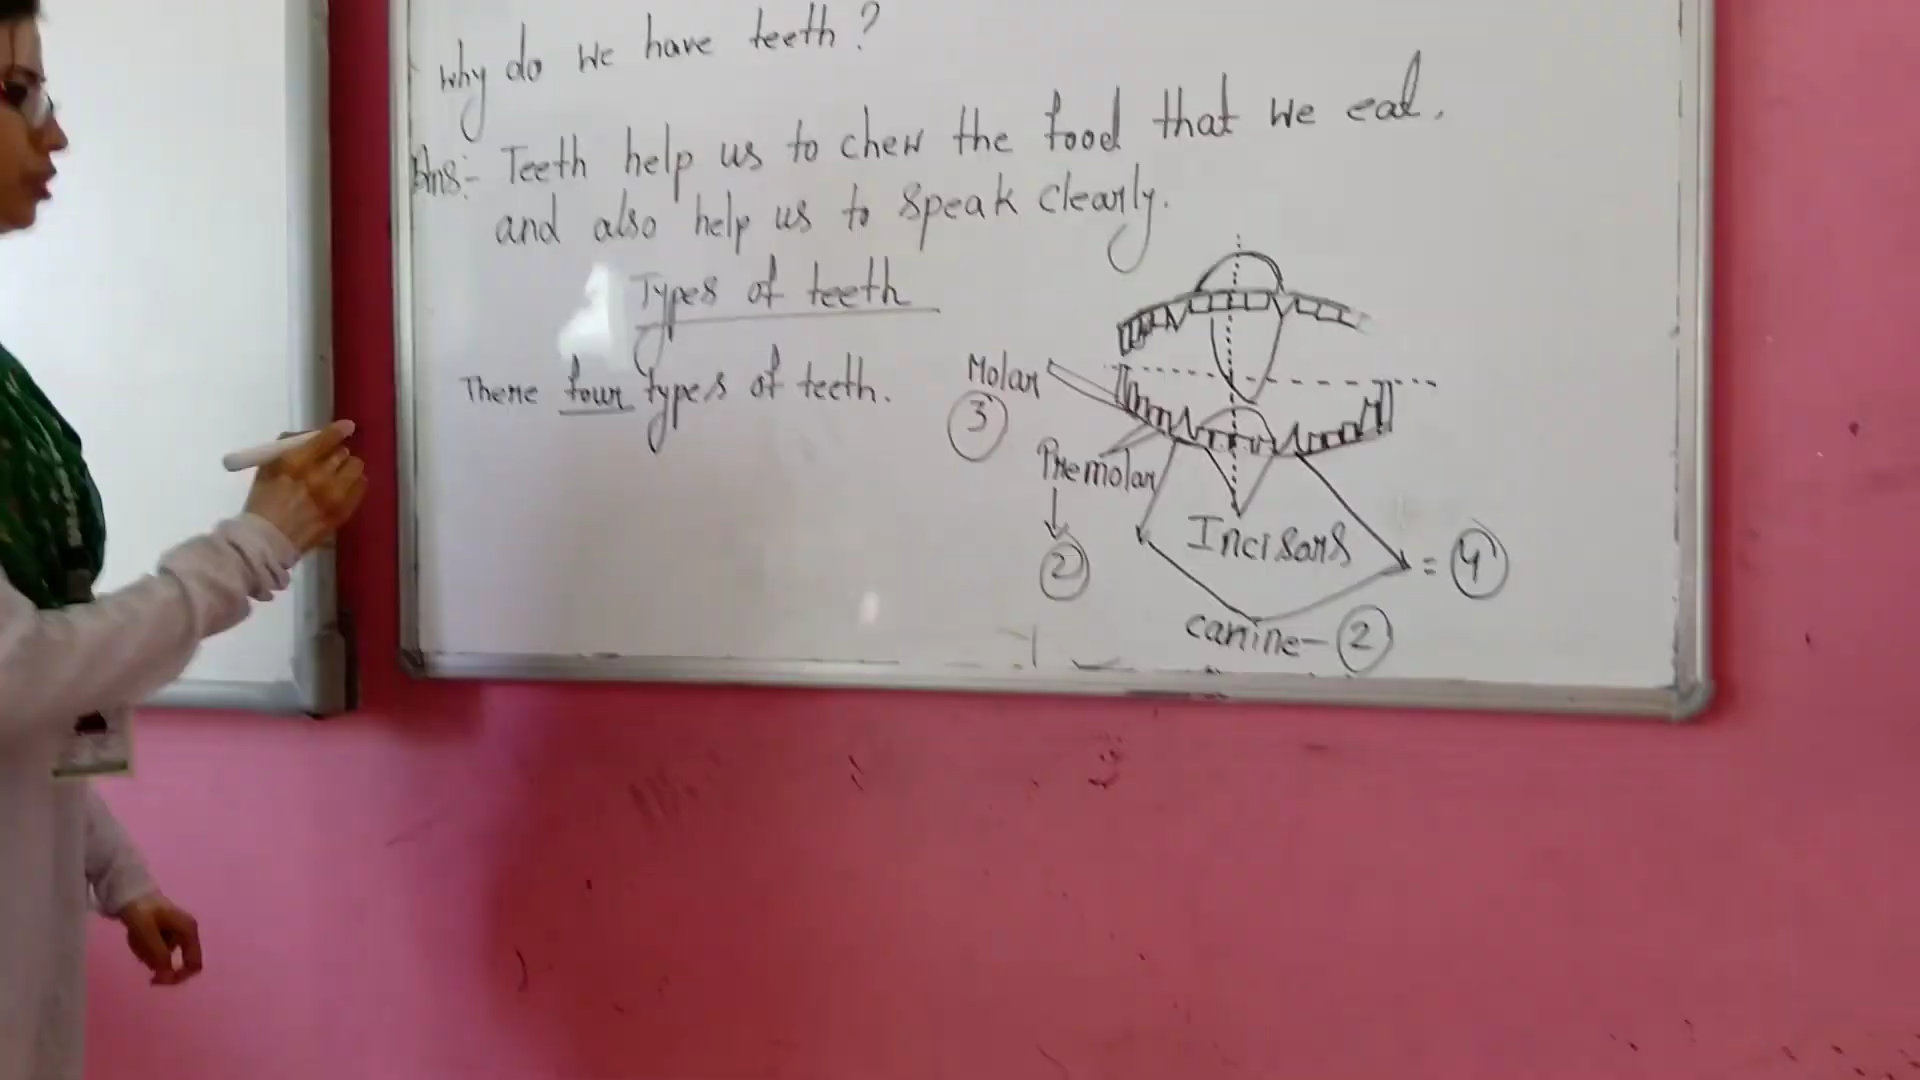 why do we have teeth ?
Ans:- Teeth help us to chew the food that we eat.
and also help us to speak clearly.
Types of teeth
There four types of teeth.
Molar
3
Premolar
2
Incisors
= 4
canine- 2